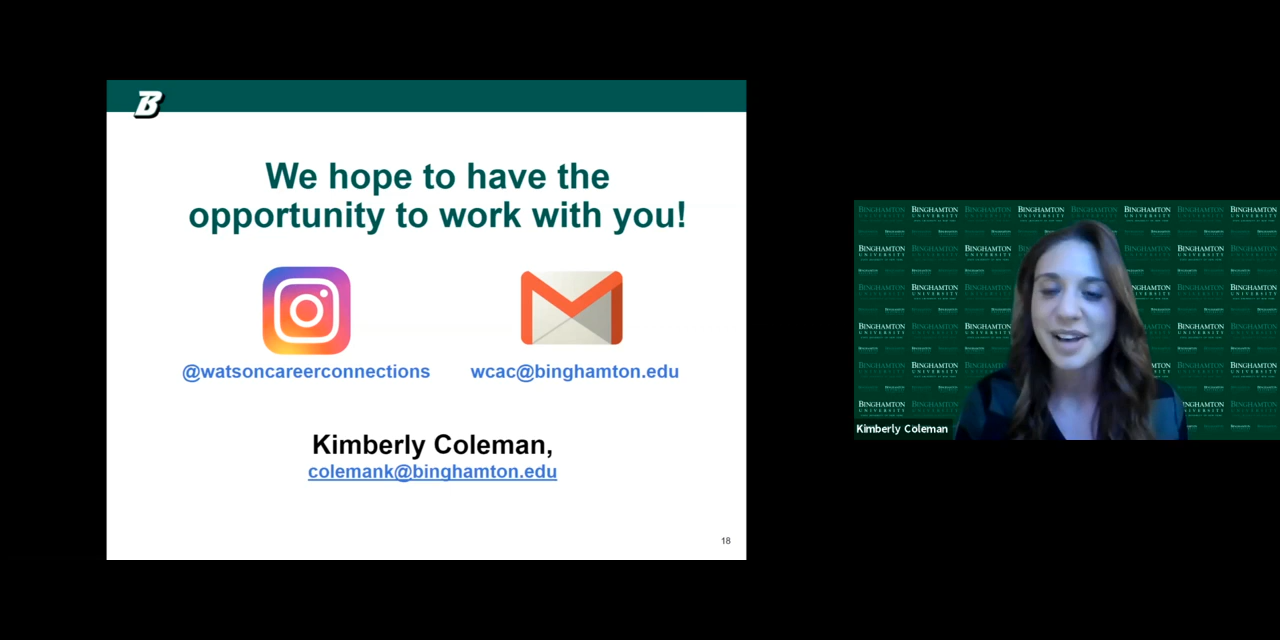 B
We hope to have the
opportunity to work with you!
@watsoncareerconnections
wcac@binghamton.edu
Kimberly Coleman,
colemank@binghamton.edu
18
BINGHAMTON
UNIVERSITY
Kimberly Coleman